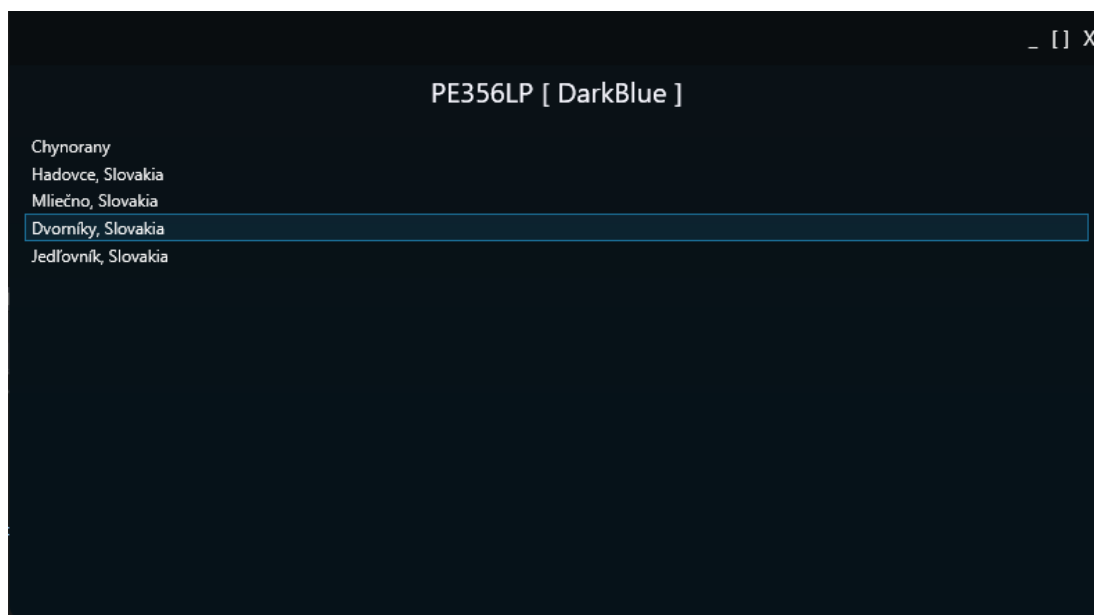 _ [] X
PE356LP [ DarkBlue ]
Chynorany
Hadovce, Slovakia
Mliečno, Slovakia
Dvorníky, Slovakia
Jedľovník, Slovakia